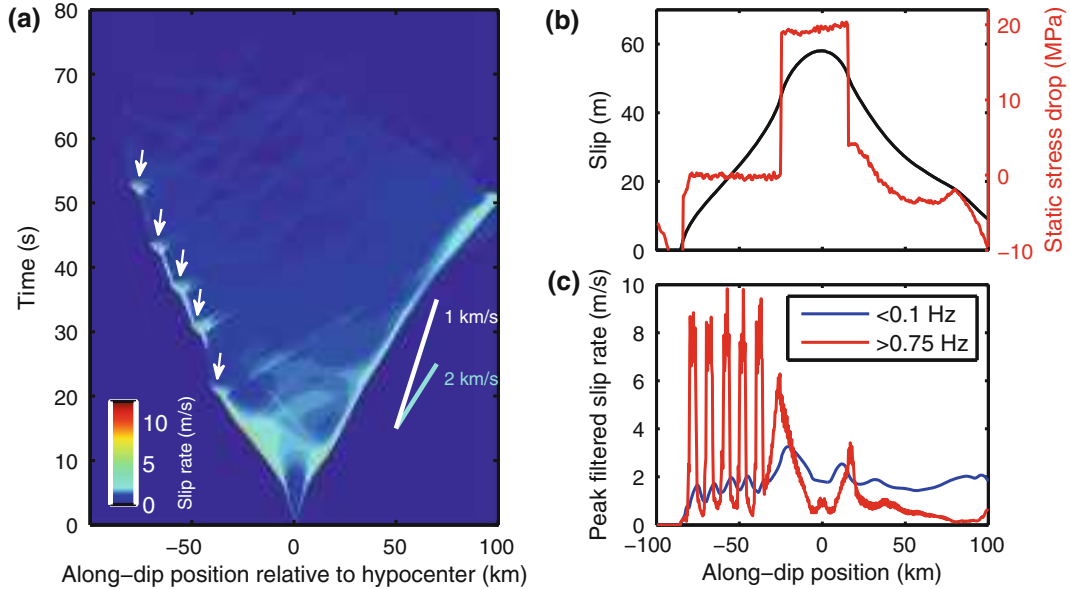 (a)
80
70
60
50
40
30
20
10
0
Time (s)
1 km/s
2 km/s
10
5
0
Slip rate (m/s)
−50
0
50
100
Along−dip position relative to hypocenter (km)
(b)
60
40
20
0
Slip (m)
20
10
0
−10
Static stress drop (MPa)
(c)
10
8
6
4
2
0
Peak filtered slip rate (m/s)
<0.1 Hz
>0.75 Hz
−100
−50
0
50
100
Along−dip position (km)